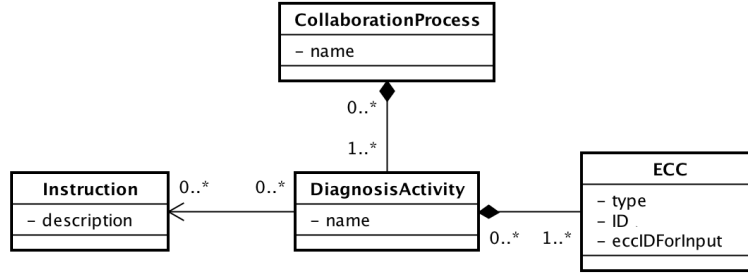 CollaborationProcess
- name
0..*
1..*
Instruction
- description
0..*
0..*
DiagnosisActivity
- name
0..*
1..*
ECC
- type
- ID
- eccIDForInput